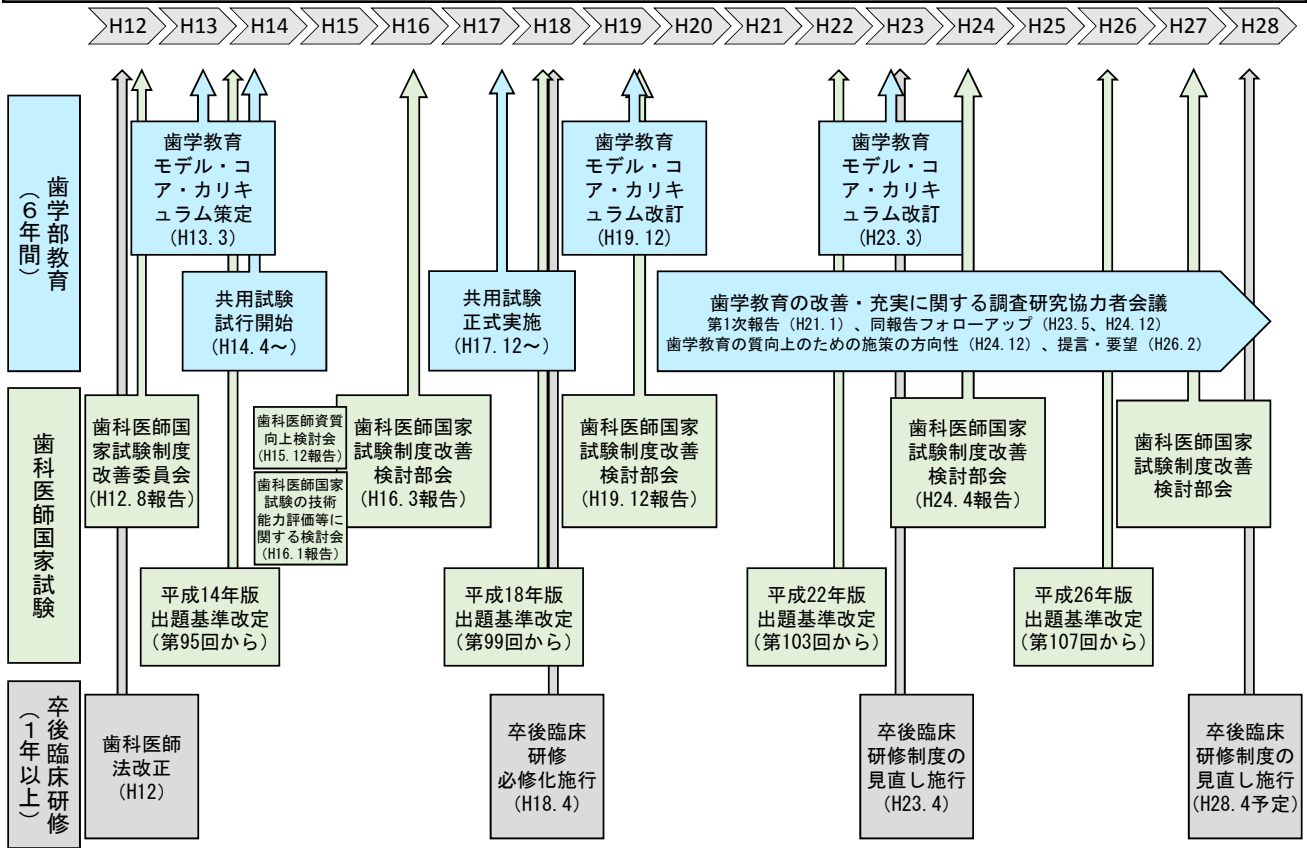 H12
H13
H14
H15
H16
H17
H18
H19
H20
H21
H22
H23
H24
H25
H26
H27
H28
歯学部教育
（６年間）
歯学教育
モデル・コ
ア・カリキ
ュラム策定
(H13.3)
歯学教育
モデル・コ
ア・カリキ
ュラム改訂
(H19.12)
歯学教育
モデル・コ
ア・カリキ
ュラム改訂
(H23.3)
共用試験
試行開始
(H14.4～)
共用試験
正式実施
(H17.12～)
歯学教育の改善・充実に関する調査研究協力者会議
第1次報告（H21.1）、同報告フォローアップ（H23.5、H24.12）
歯学教育の質向上のための施策の方向性（H24.12）、提言・要望（H26.2）
歯科医師国家試験
歯科医師国
家試験制度
改善委員会
(H12.8報告)
歯科医師資質
向上検討会
(H15.12報告)
歯科医師国家
試験の技術
能力評価等に
関する検討会
(H16.1報告)
歯科医師国家
試験制度改善
検討部会
(H16.3報告)
歯科医師国家
試験制度改善
検討部会
(H19.12報告)
歯科医師国家
試験制度改善
検討部会
(H24.4報告)
歯科医師国家
試験制度改善
検討部会
平成14年版
出題基準改定
（第95回から）
平成18年版
出題基準改定
（第99回から）
平成22年版
出題基準改定
（第103回から）
平成26年版
出題基準改定
（第107回から）
卒後臨床研修
（１年以上）
歯科医師
法改正
(H12)
卒後臨床
研修
必修化施行
(H18.4)
卒後臨床
研修制度の
見直し施行
(H23.4)
卒後臨床
研修制度の
見直し施行
(H28.4予定)